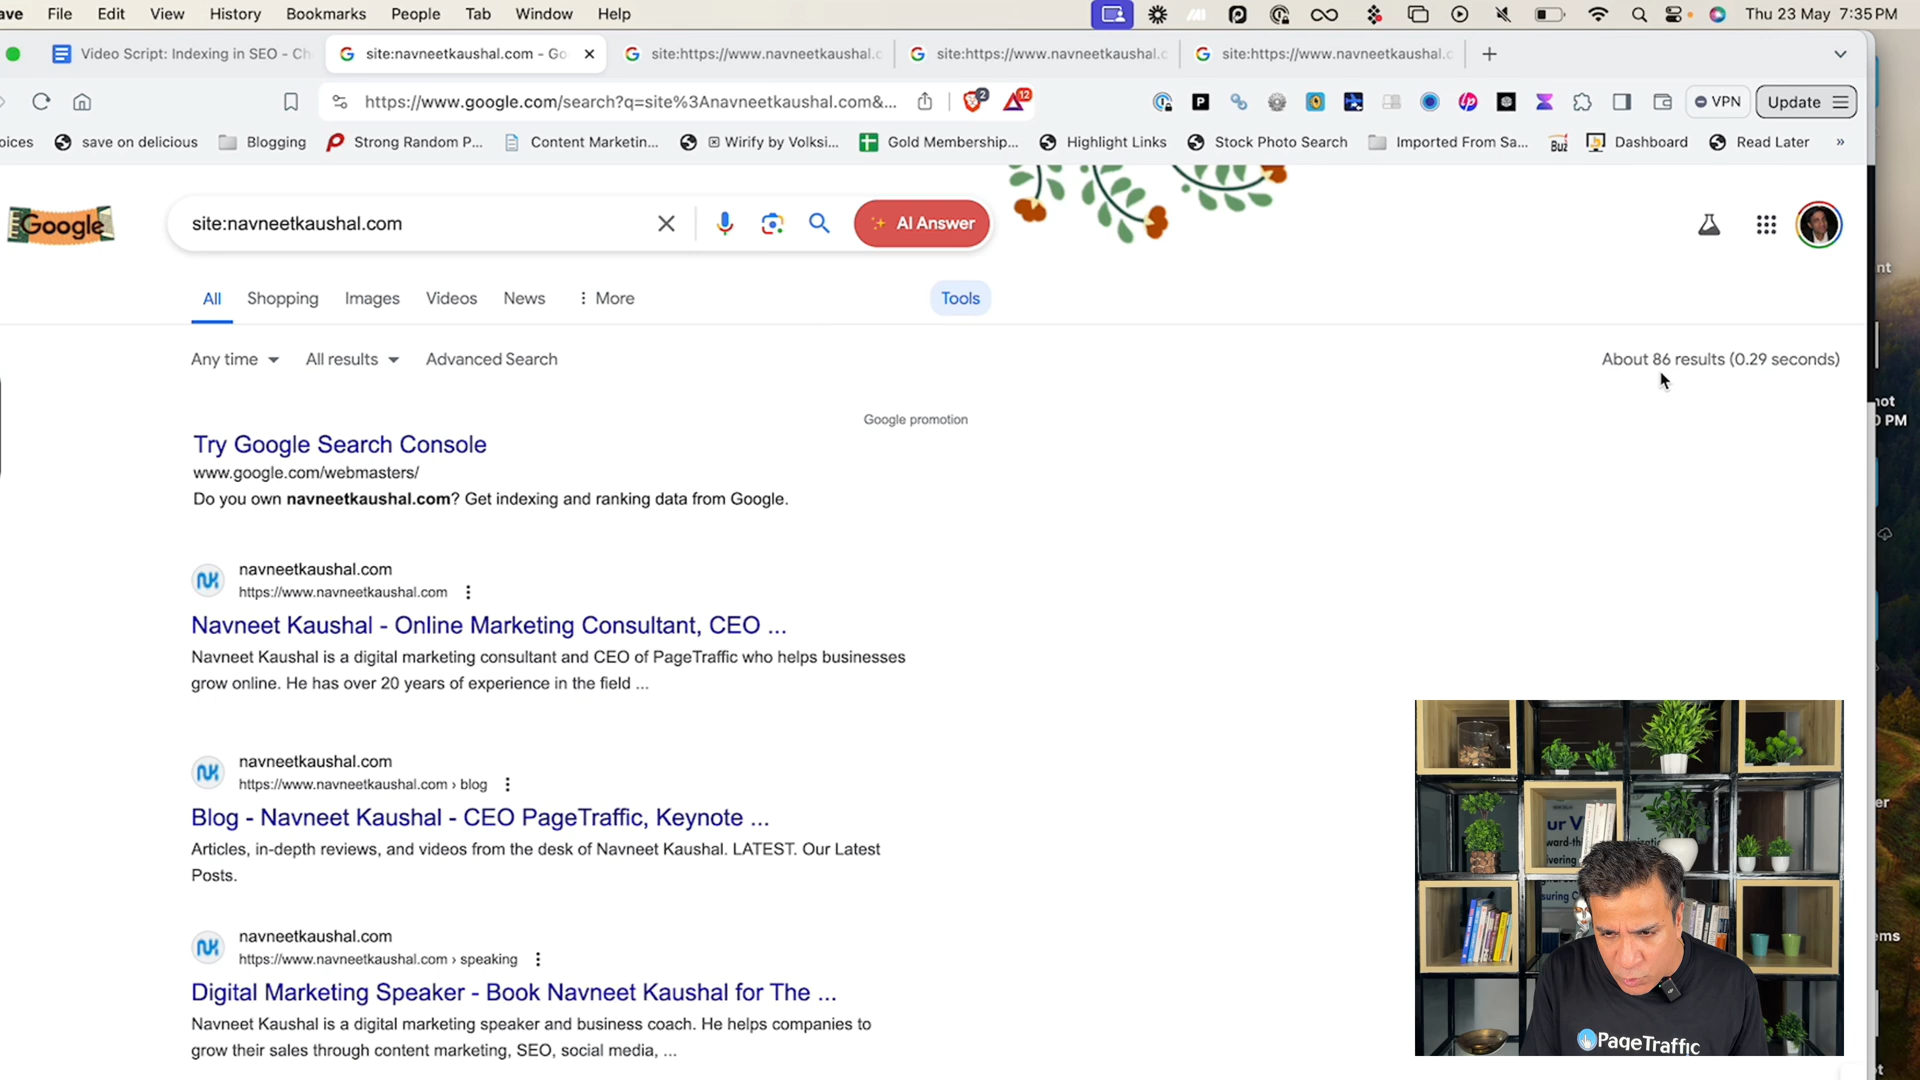 ave File Edit View History Bookmarks People Tab Window Help Thu 23 May 7:35 PM
Video Script: Indexing in SEO - Ch site:navneetkaushal.com - Go site:https://www.navneetkaushal.c site:https://www.navneetkaushal.c site:https://www.navneetkaushal.c
https://www.google.com/search?q=site%3Anavneetkaushal.com&... 2 12 VPN Update
oices save on delicious Blogging Strong Random P... Content Marketin... Wirify by Volksi... Gold Membership... Highlight Links Stock Photo Search Imported From Sa... Buz Dashboard Read Later »
Google site:navneetkaushal.com AI Answer
All Shopping Images Videos News More Tools
Any time All results Advanced Search About 86 results (0.29 seconds)
Google promotion
Try Google Search Console
www.google.com/webmasters/
Do you own navneetkaushal.com? Get indexing and ranking data from Google.
navneetkaushal.com
https://www.navneetkaushal.com
Navneet Kaushal - Online Marketing Consultant, CEO ...
Navneet Kaushal is a digital marketing consultant and CEO of PageTraffic who helps businesses
grow online. He has over 20 years of experience in the field ...
navneetkaushal.com
https://www.navneetkaushal.com › blog
Blog - Navneet Kaushal - CEO PageTraffic, Keynote ...
Articles, in-depth reviews, and videos from the desk of Navneet Kaushal. LATEST. Our Latest
Posts.
navneetkaushal.com
https://www.navneetkaushal.com › speaking
Digital Marketing Speaker - Book Navneet Kaushal for The ...
Navneet Kaushal is a digital marketing speaker and business coach. He helps companies to
grow their sales through content marketing, SEO, social media, ...
PageTraffic
nt
not
0 PM
er
ems
ot